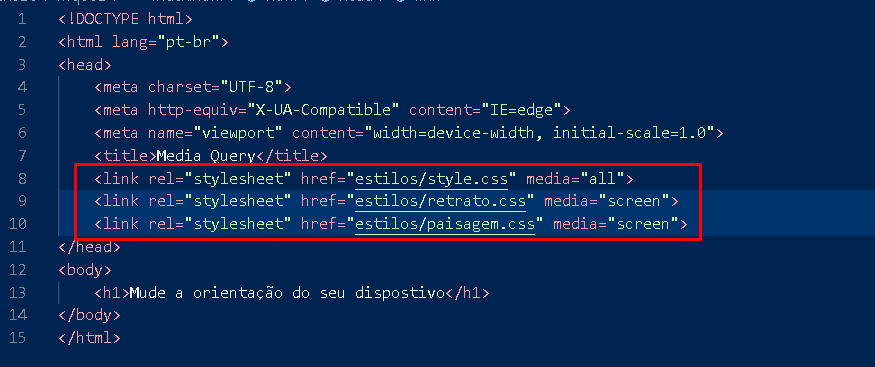 1 <!DOCTYPE html>
2 <html lang="pt-br">
3 <head>
4 <meta charset="UTF-8">
5 <meta http-equiv="X-UA-Compatible" content="IE=edge">
6 <meta name="viewport" content="width=device-width, initial-scale=1.0">
7 <title>Media Query</title>
8 <link rel="stylesheet" href="estilos/style.css" media="all">
9 <link rel="stylesheet" href="estilos/retrato.css" media="screen">
10 <link rel="stylesheet" href="estilos/paisagem.css" media="screen">
11 </head>
12 <body>
13 <h1>Mude a orientação do seu dispostivo</h1>
14 </body>
15 </html>